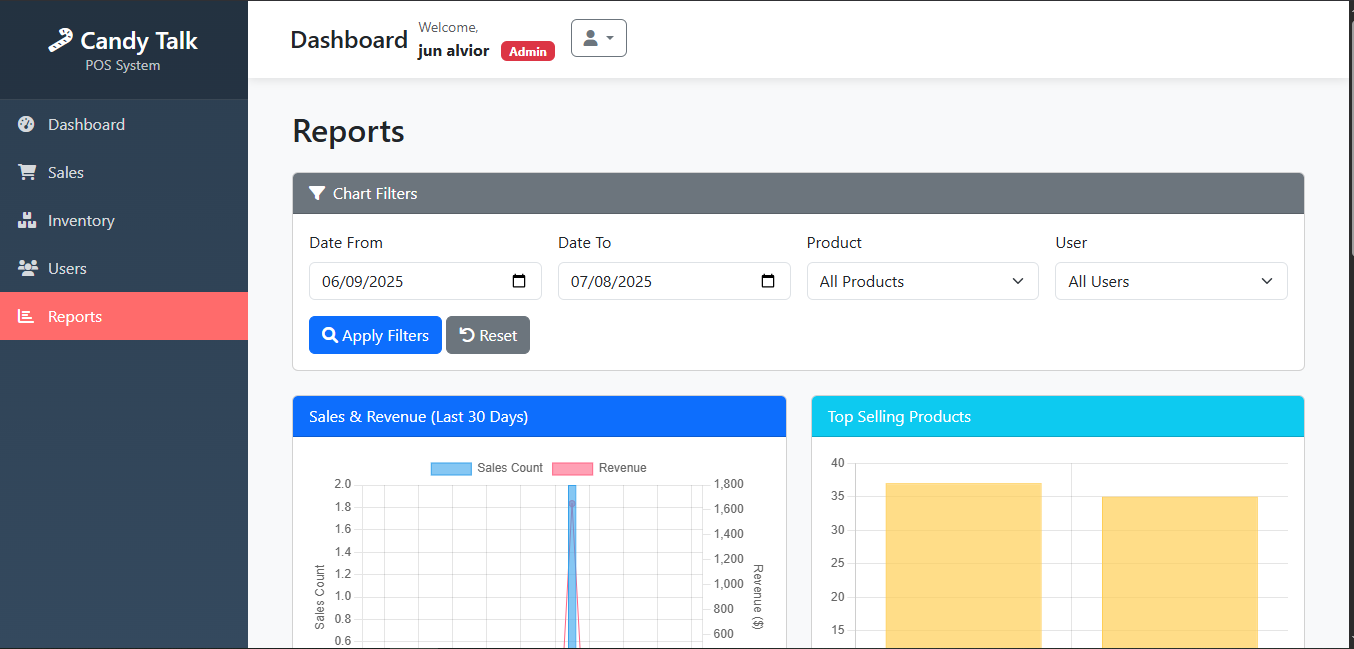 Candy Talk
POS System
Dashboard
Sales
Inventory
Users
Reports
Dashboard
Welcome,
jun alvior
Admin
Reports
Chart Filters
Date From
Date To
Product
User
06/09/2025
07/08/2025
All Products
All Users
Apply Filters
Reset
Sales & Revenue (Last 30 Days)
Sales Count
Revenue
2.0
1.8
1.6
1.4
1.2
1.0
0.8
0.6
Sales Count
1,800
1,600
1,400
1,200
1,000
800
600
Revenue ($)
Top Selling Products
40
35
30
25
20
15